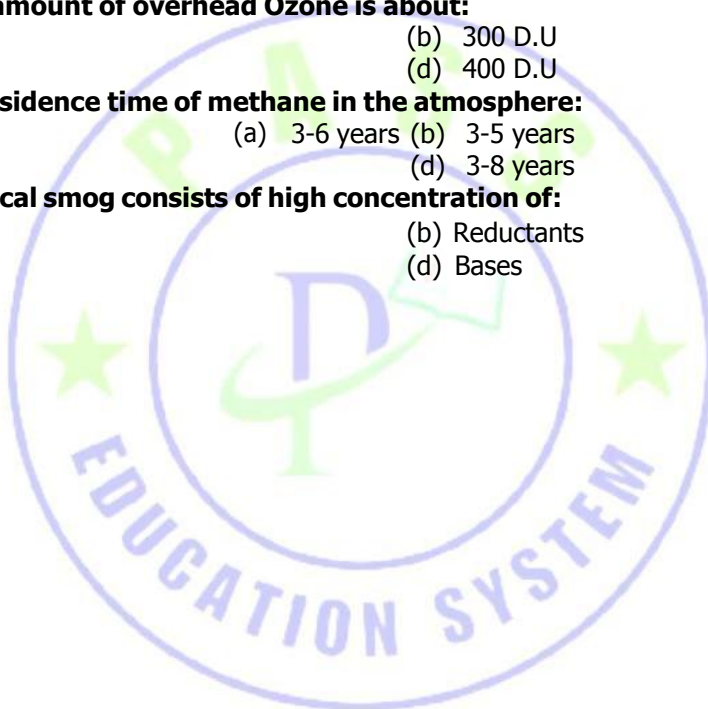 amount of overhead Ozone is about:
(b) 300 D.U
(d) 400 D.U
sidence time of methane in the atmosphere:
(a) 3-6 years (b) 3-5 years
(d) 3-8 years
cal smog consists of high concentration of:
(b) Reductants
(d) Bases
P A S C
EDUCATION SYSTEM